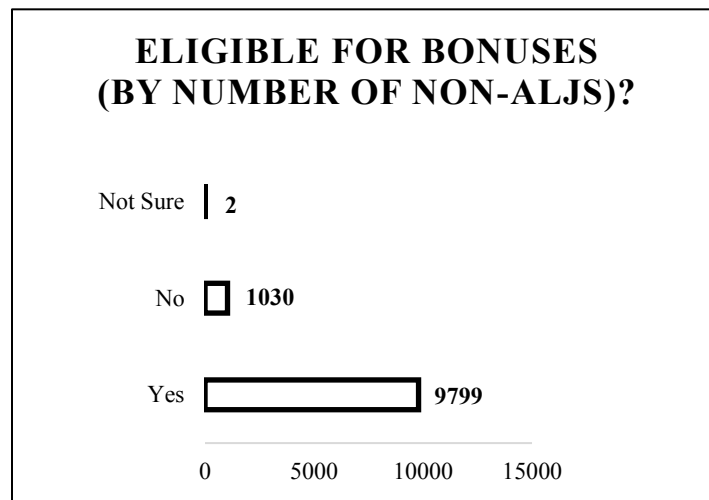 ELIGIBLE FOR BONUSES
(BY NUMBER OF NON-ALJS)?
Not Sure 2
No 1030
Yes 9799
0 5000 10000 15000